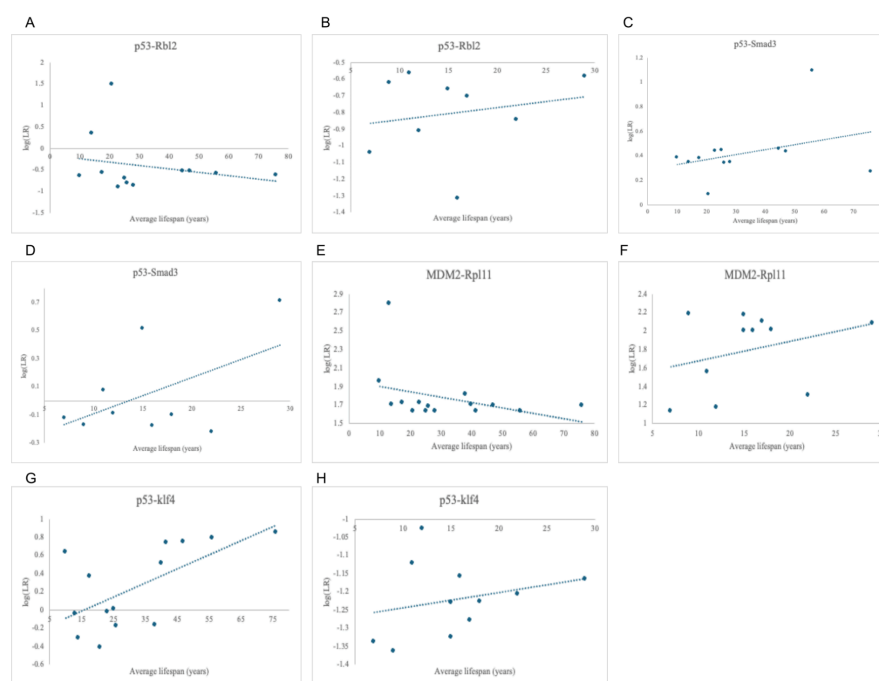 A
p53-Rbl2
2
1.5
1
0.5
0
-0.5
-1
-1.5
0 10 20 30 40 50 60 70 80
log(LR)
Average lifespan (years)
B
p53-Rbl2
-0.5
-0.6
-0.7
-0.8
-0.9
-1
-1.1
-1.2
-1.3
-1.4
5 10 15 20 25 30
log(LR)
Average lifespan (years)
C
p53-Smad3
1.2
1
0.8
0.6
0.4
0.2
0
0 10 20 30 40 50 60 70
log(LR)
Average lifespan (years)
D
p53-Smad3
0.7
0.5
0.3
0.1
-0.1
-0.3
5 10 15 20 25 30
log(LR)
Average lifespan (years)
E
MDM2-Rpl11
2.9
2.7
2.5
2.3
2.1
1.9
1.7
1.5
0 10 20 30 40 50 60 70 80
log(LR)
Average lifespan (years)
F
MDM2-Rpl11
2.4
2.2
2
1.8
1.6
1.4
1.2
1
5 10 15 20 25
log(LR)
Average lifespan (years)
G
p53-klf4
1
0.8
0.6
0.4
0.2
0
-0.2
-0.4
-0.6
5 15 25 35 45 55 65 75
log(LR)
Average lifespan (years)
H
p53-klf4
-1
-1.05
-1.1
-1.15
-1.2
-1.25
-1.3
-1.35
-1.4
5 10 15 20 25 30
log(LR)
Average lifespan (years)